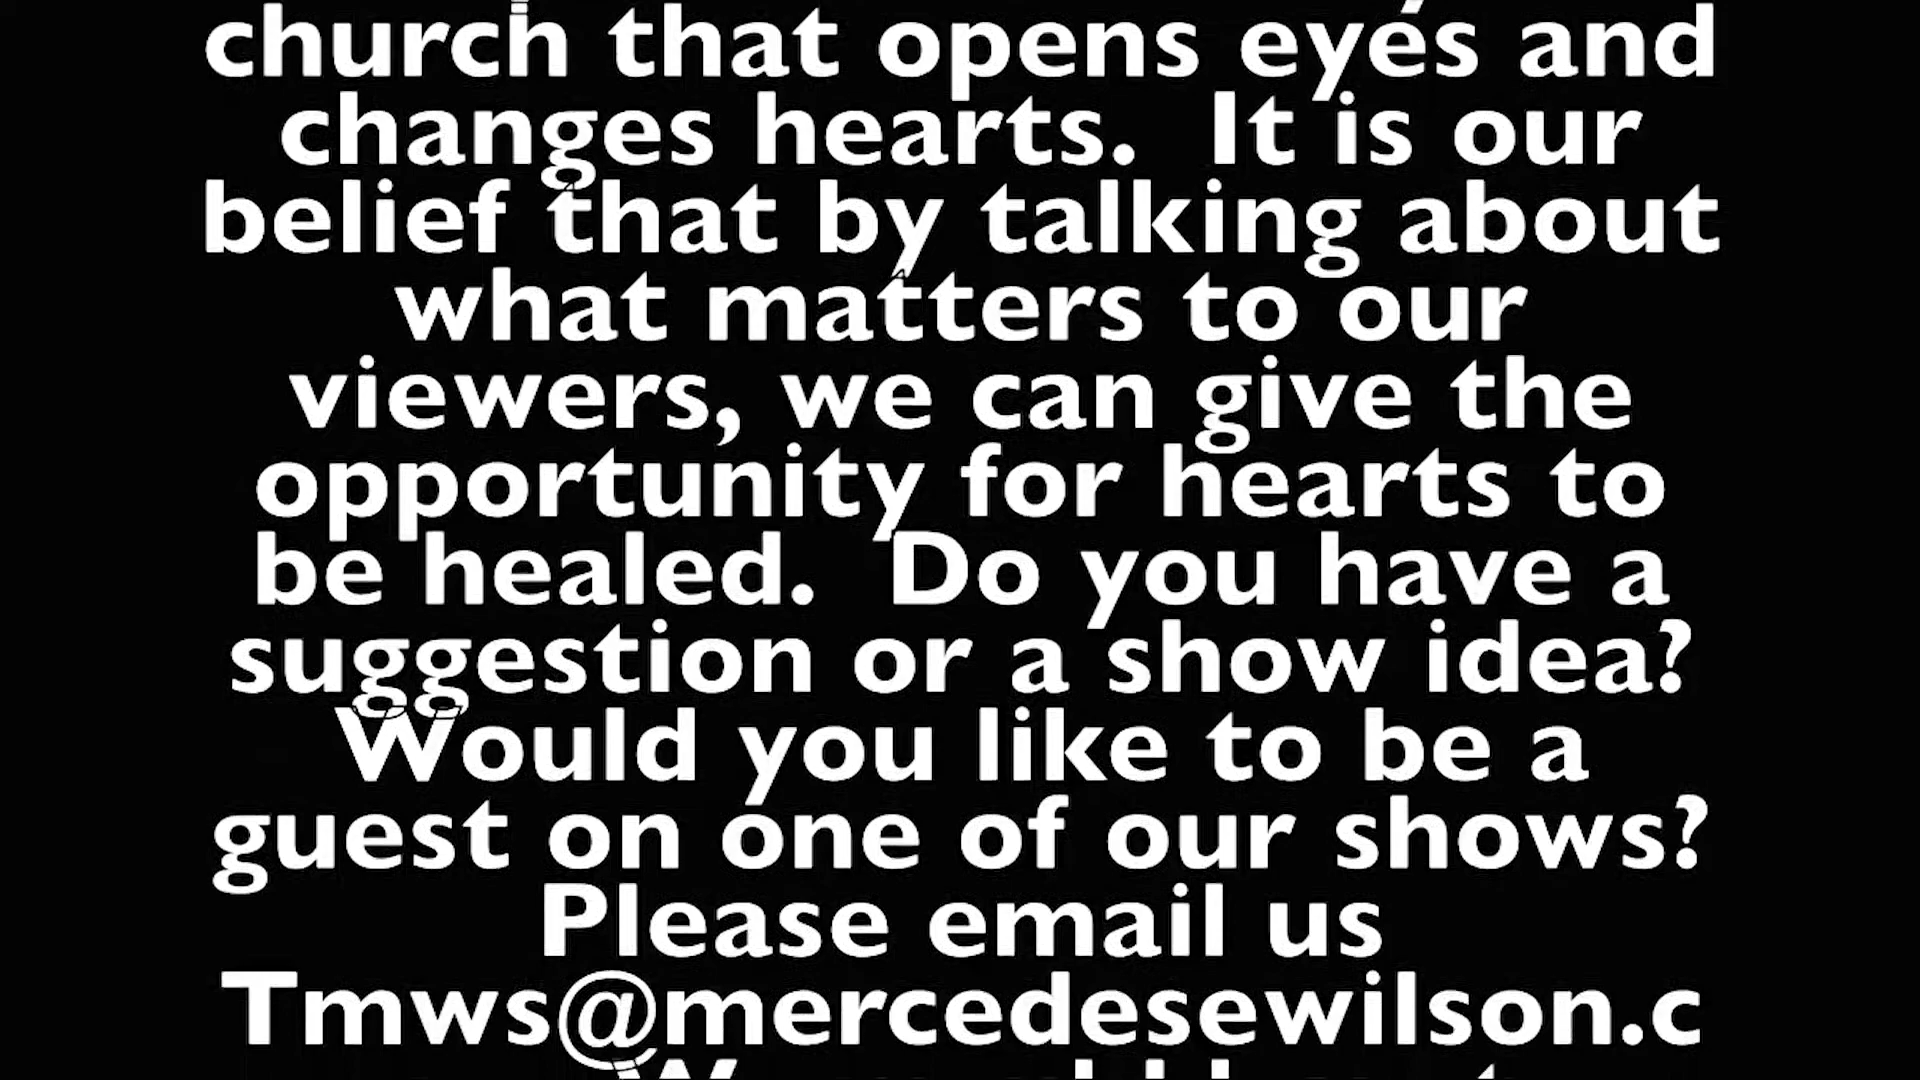 church that opens eyes and
changes hearts.  It is our
belief that by talking about
what matters to our
viewers, we can give the
opportunity for hearts to
be healed.  Do you have a
suggestion or a show idea?
Would you like to be a
guest on one of our shows?
Please email us
Tmws@mercedesewilson.c